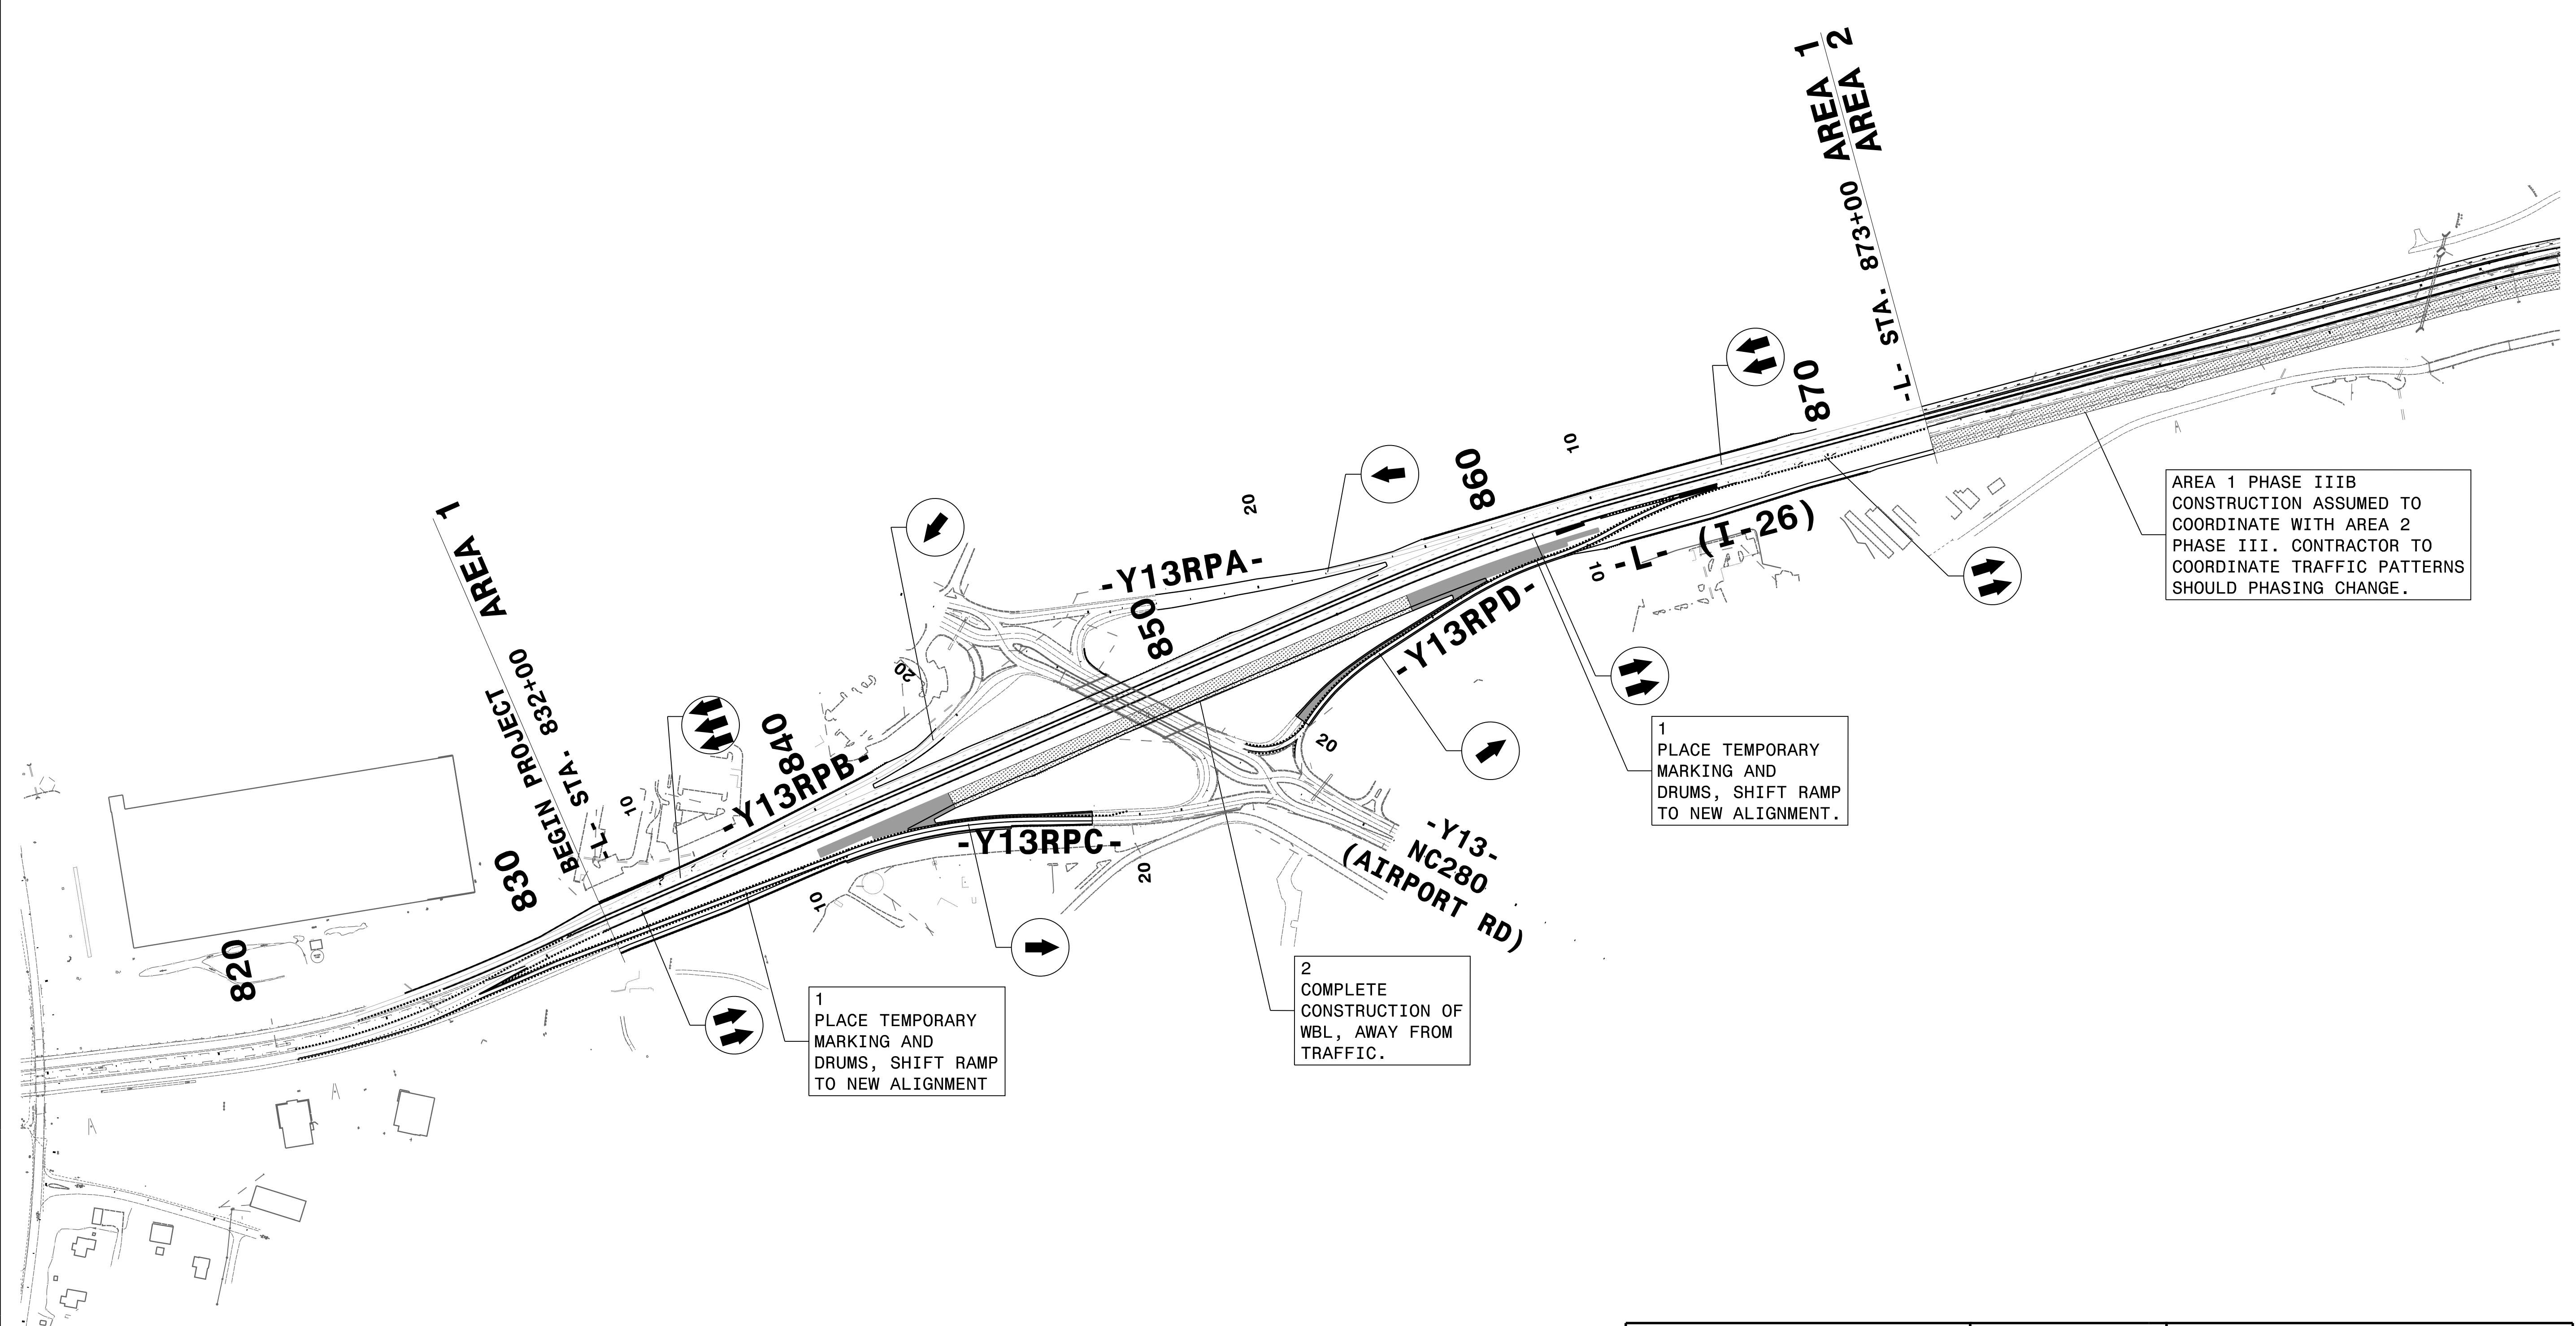 AREA 1
AREA 2
-L- STA. 873+00
870
860
10
20
-Y13RPA-
850
-L- (I-26)
10
-Y13RPD-
20
AREA 1 PHASE IIIB
CONSTRUCTION ASSUMED TO
COORDINATE WITH AREA 2
PHASE III. CONTRACTOR TO
COORDINATE TRAFFIC PATTERNS
SHOULD PHASING CHANGE.
AREA 1
BEGIN PROJECT
-L- STA. 832+00
10
20
840
-Y13RPB-
830
820
-Y13RPC-
10
20
-Y13-
NC280
(AIRPORT RD)
1
PLACE TEMPORARY
MARKING AND
DRUMS, SHIFT RAMP
TO NEW ALIGNMENT.
2
COMPLETE
CONSTRUCTION OF
WBL, AWAY FROM
TRAFFIC.
1
PLACE TEMPORARY
MARKING AND
DRUMS, SHIFT RAMP
TO NEW ALIGNMENT
A
A
A